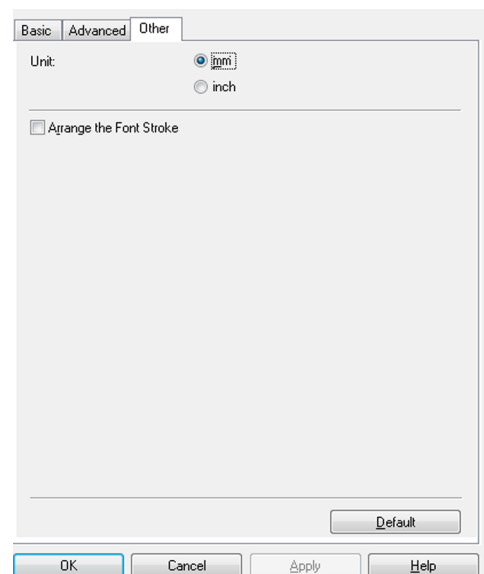 Basic Advanced Other
Unit: mm
inch
Arrange the Font Stroke
Default
OK Cancel Apply Help